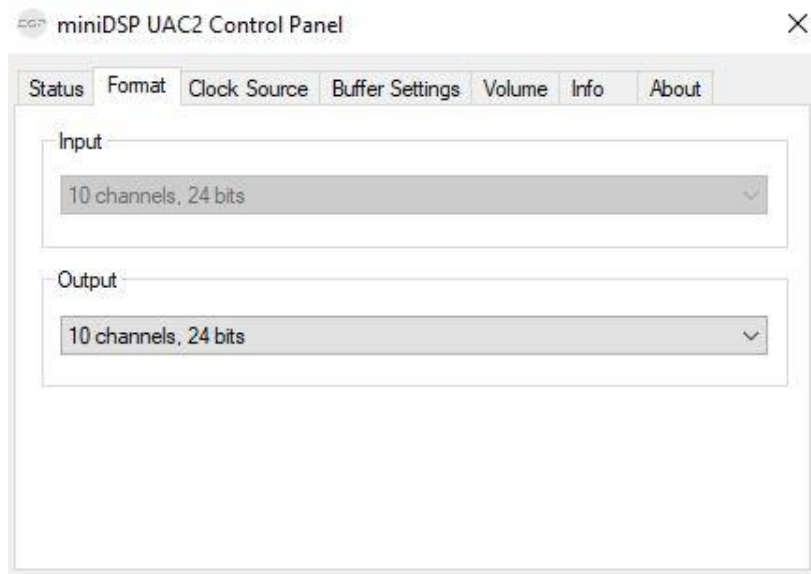 miniDSP UAC2 Control Panel
Status Format Clock Source Buffer Settings Volume Info About
Input
10 channels, 24 bits
Output
10 channels, 24 bits